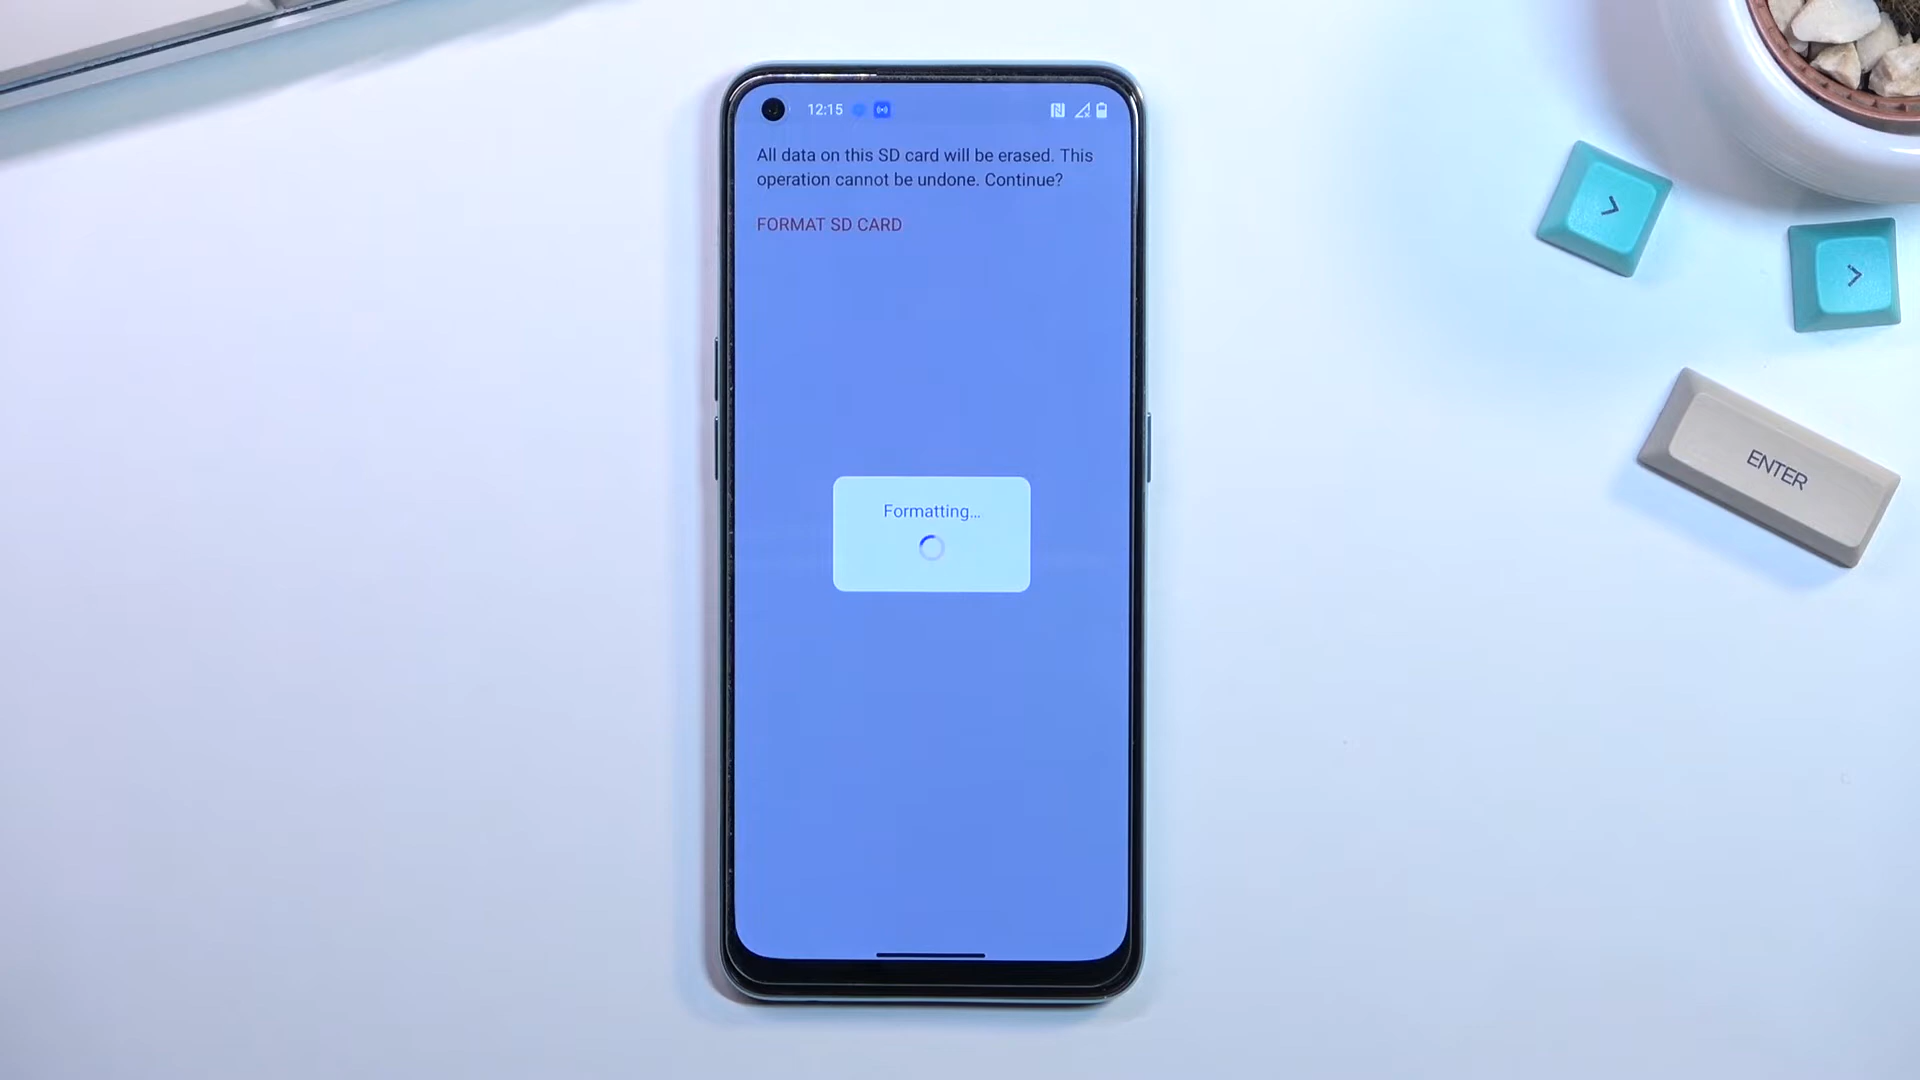 12:15
All data on this SD card will be erased. This
operation cannot be undone. Continue?
FORMAT SD CARD
Formatting...
>
>
ENTER